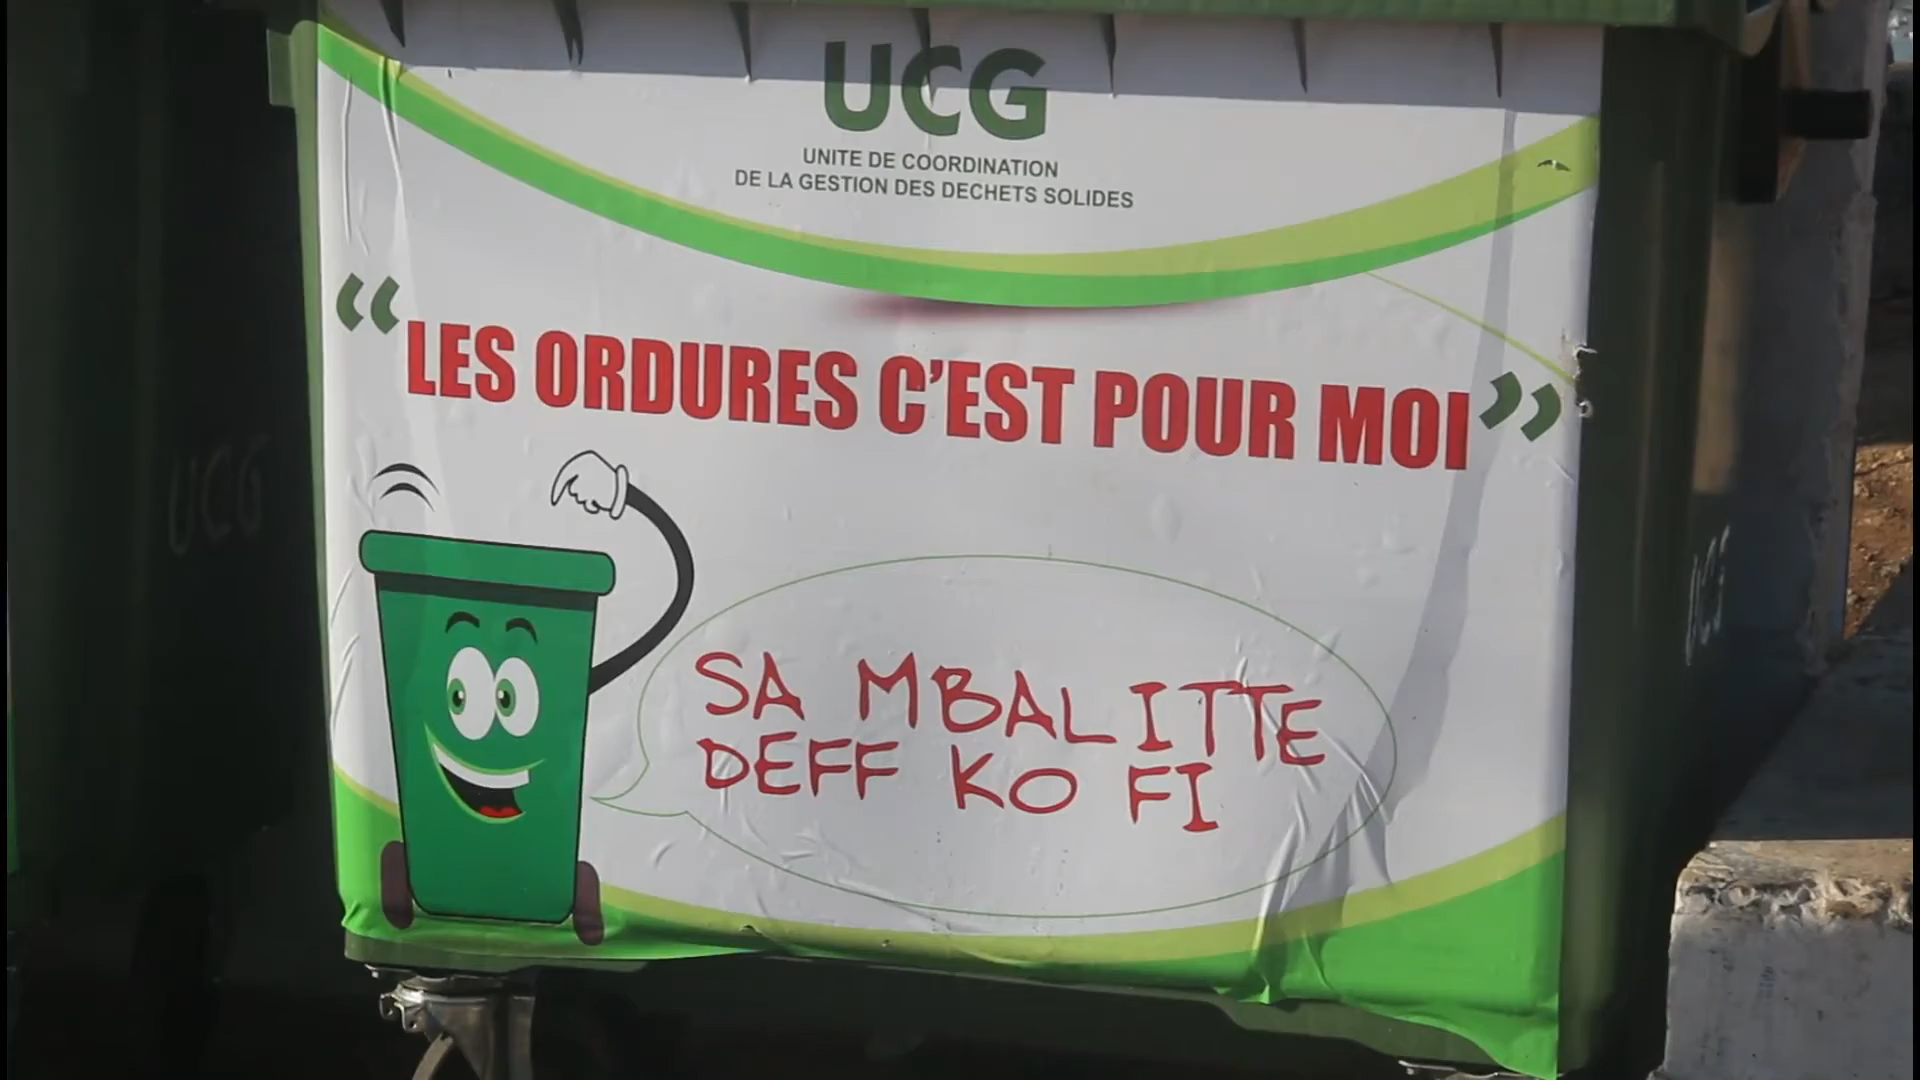 UCG
UNITE DE COORDINATION
DE LA GESTION DES DECHETS SOLIDES
“LES ORDURES C’EST POUR MOI”
SA MBALITTE
DEFF KO FI
UCG
UCG